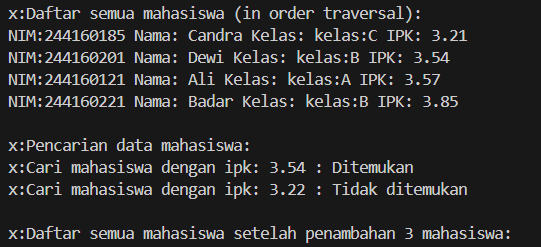 x:Daftar semua mahasiswa (in order traversal):
NIM:244160185 Nama: Candra Kelas: kelas:C IPK: 3.21
NIM:244160201 Nama: Dewi Kelas: kelas:B IPK: 3.54
NIM:244160121 Nama: Ali Kelas: kelas:A IPK: 3.57
NIM:244160221 Nama: Badar Kelas: kelas:B IPK: 3.85
x:Pencarian data mahasiswa:
x:Cari mahasiswa dengan ipk: 3.54 : Ditemukan
x:Cari mahasiswa dengan ipk: 3.22 : Tidak ditemukan
x:Daftar semua mahasiswa setelah penambahan 3 mahasiswa: